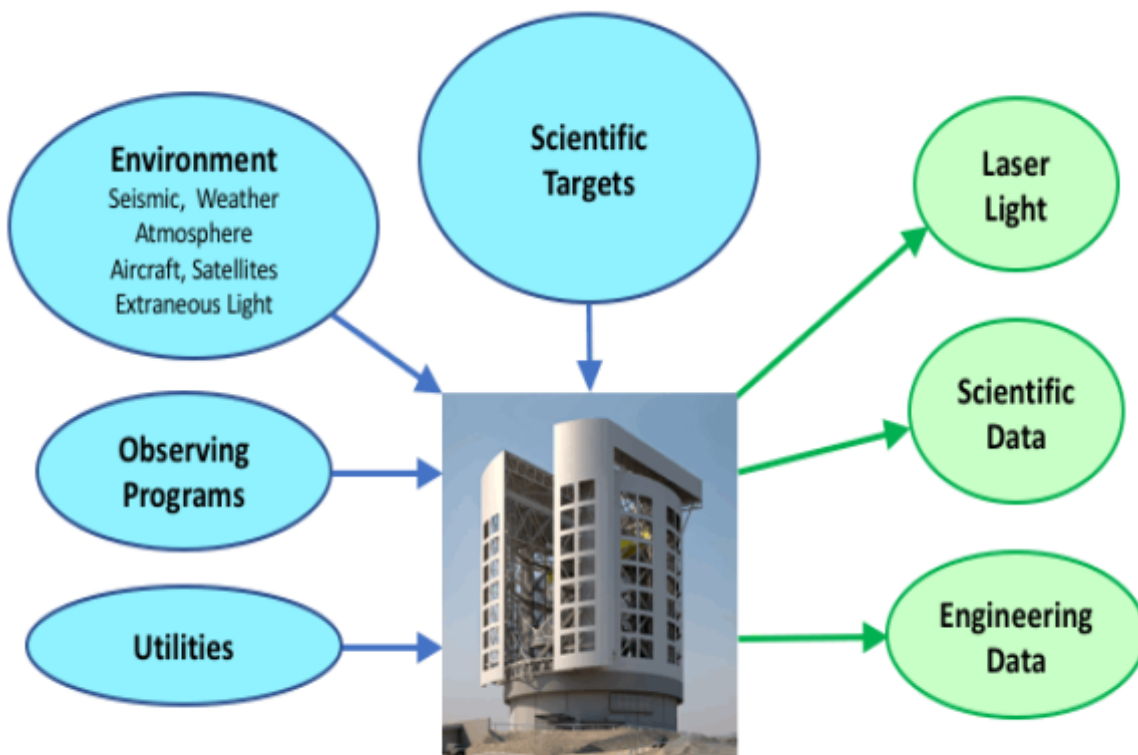 Environment
Seismic, Weather
Atmosphere
Aircraft, Satellites
Extraneous Light
Scientific
Targets
Laser
Light
Observing
Programs
Scientific
Data
Utilities
Engineering
Data